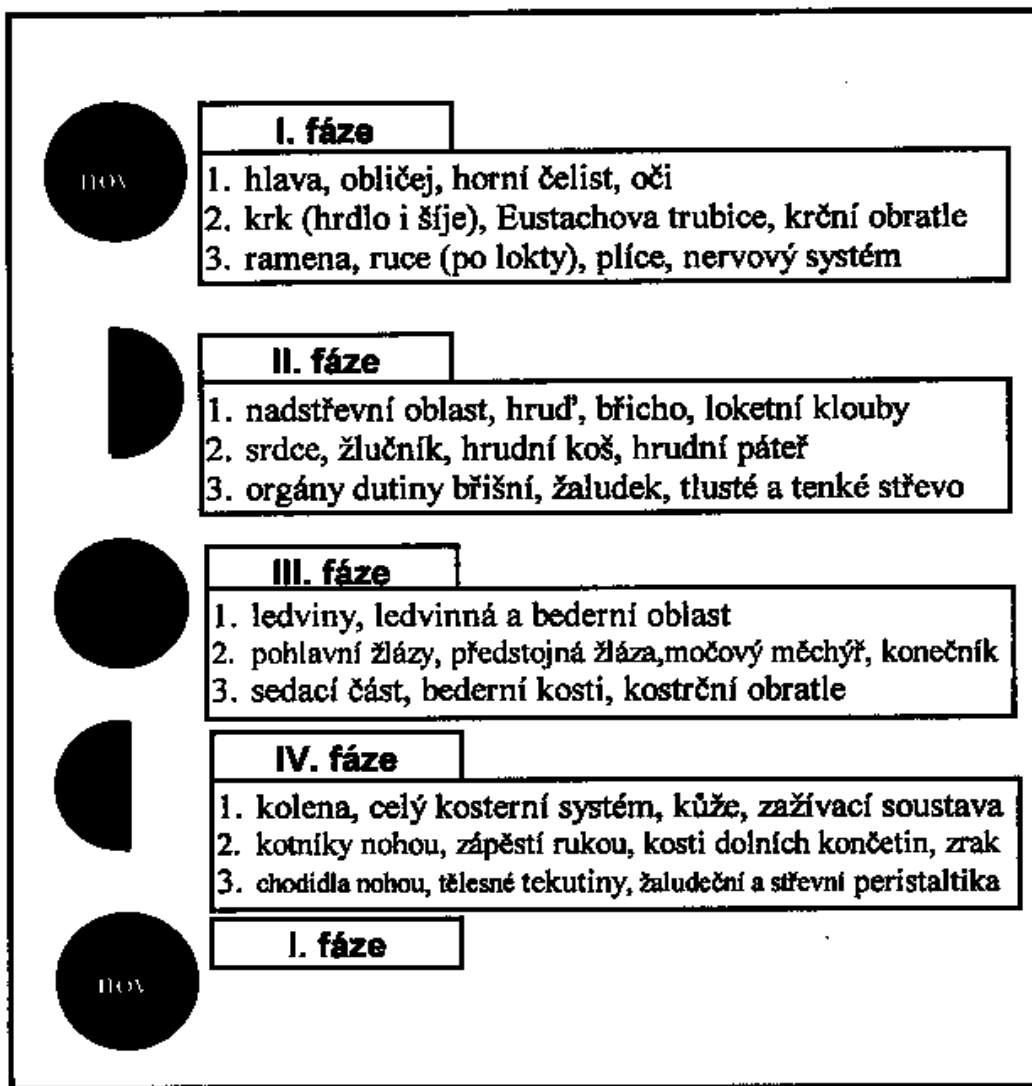 nov
I. fáze
1. hlava, obličej, horní čelist, oči
2. krk (hrdlo i šíje), Eustachova trubice, krční obratle
3. ramena, ruce (po lokty), plíce, nervový systém
II. fáze
1. nadstřevní oblast, hruď, břicho, loketní klouby
2. srdce, žlučník, hrudní koš, hrudní páteř
3. orgány dutiny břišní, žaludek, tlusté a tenké střevo
III. fáze
1. ledviny, ledvinná a bederní oblast
2. pohlavní žlázy, předstojná žláza,močový měchýř, konečník
3. sedací část, bederní kosti, kostrční obratle
IV. fáze
1. kolena, celý kosterní systém, kůže, zažívací soustava
2. kotníky nohou, zápěstí rukou, kosti dolních končetin, zrak
3. chodidla nohou, tělesné tekutiny, žaludeční a střevní peristaltika
I. fáze
nov